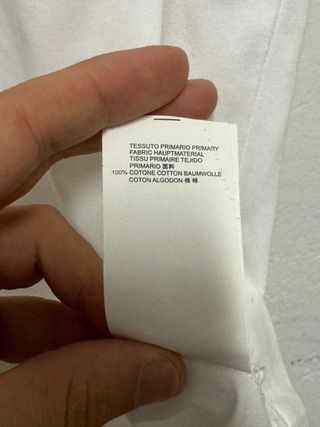 TESSUTO PRIMARIO PRIMARY
FABRIC HAUPTMATERIAL
TISSU PRIMAIRE TEJIDO
PRIMARIO 面料
100% COTONE COTTON BAUMWOLLE
COTON ALGODON 棉 棉